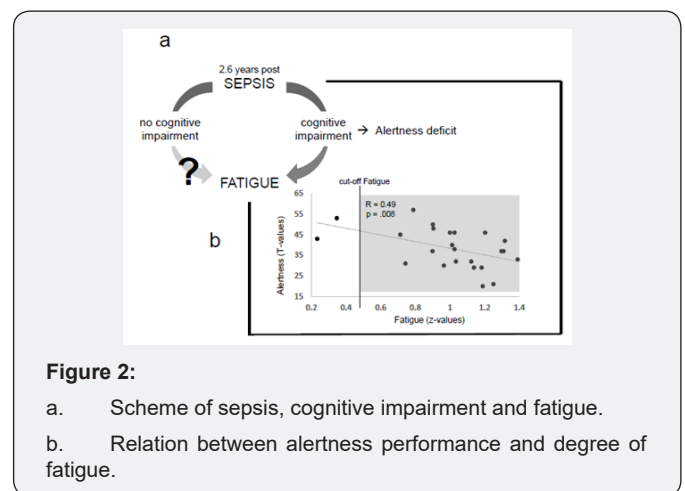 a
2.6 years post
SEPSIS
no cognitive
impairment
cognitive
impairment → Alertness deficit
?
FATIGUE
b
cut-off Fatigue
R = 0.49
p = .008
Alertness (T-values)
65
55
45
35
25
15
0.2 0.4 0.6 0.8 1 1.2 1.4
Fatigue (z-values)
Figure 2:
a. Scheme of sepsis, cognitive impairment and fatigue.
b. Relation between alertness performance and degree of
fatigue.